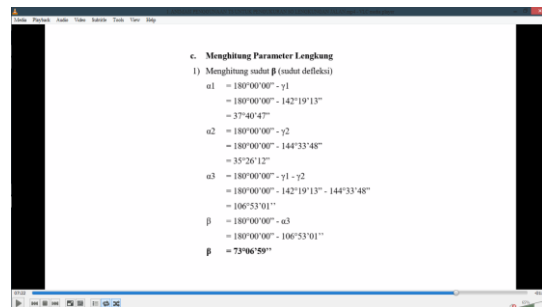 Media Playback Audio Video Subtitle Tools View Help
c. Menghitung Parameter Lengkung
1) Menghitung sudut β (sudut defleksi)
α1 = 180°00'00" - γ1
= 180°00'00" - 142°19'13"
= 37°40'47"
α2 = 180°00'00" - γ2
= 180°00'00" - 144°33'48"
= 35°26'12"
α3 = 180°00'00" - γ1 - γ2
= 180°00'00" - 142°19'13" - 144°33'48"
= 106°53'01''
β = 180°00'00" - α3
= 180°00'00" - 106°53'01''
β = 73°06'59''